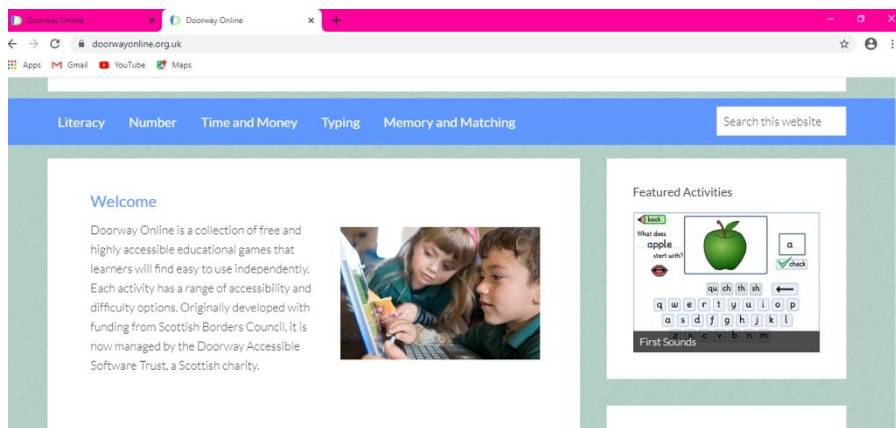 Doorway Online
Doorway Online
doorwayonline.org.uk
Apps Gmail YouTube Maps
Literacy Number Time and Money Typing Memory and Matching Search this website
Welcome
Doorway Online is a collection of free and
highly accessible educational games that
learners will find easy to use independently.
Each activity has a range of accessibility and
difficulty options. Originally developed with
funding from Scottish Borders Council, it is
now managed by the Doorway Accessible
Software Trust, a Scottish charity.
Featured Activities
back
What does
apple
start with?
a
check
qu ch th sh
q w e r t y u i o p
a s d f g h j k l
z x c v b n m
First Sounds